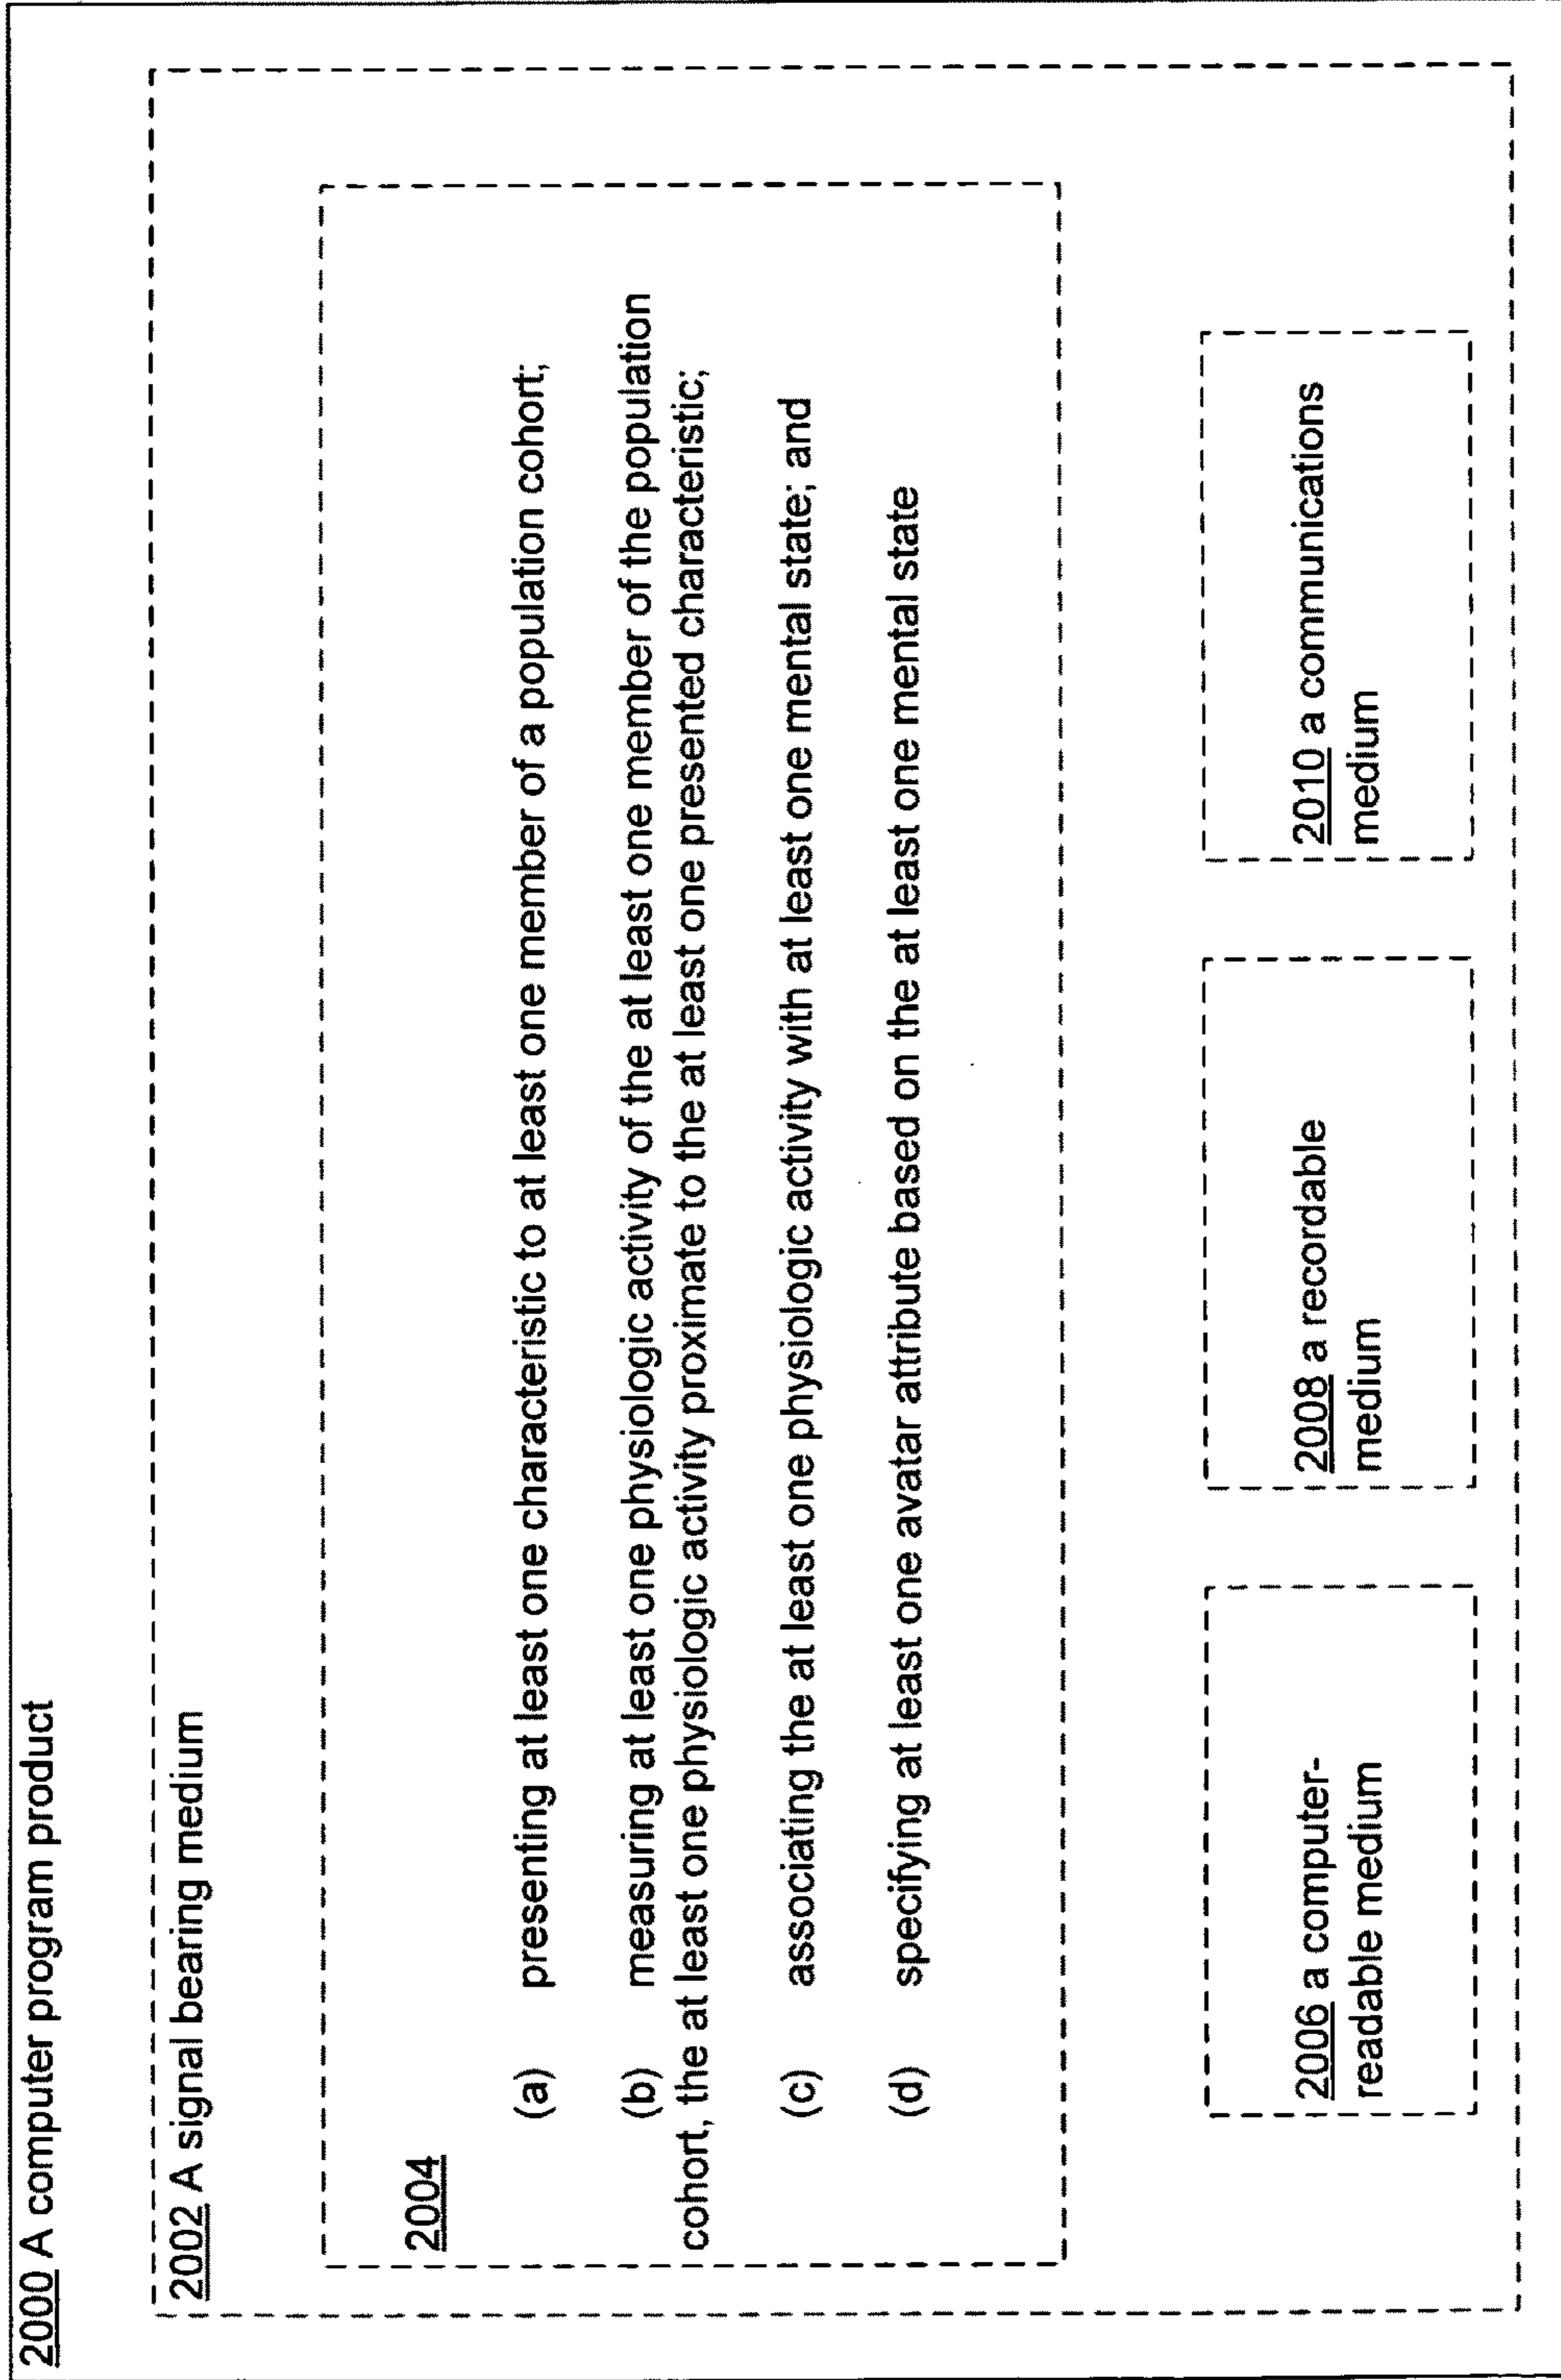 2000 A computer program product
2002 A signal bearing medium
2004
(a) presenting at least one characteristic to at least one member of a population cohort;
(b) measuring at least one physiologic activity of the at least one member of the population
cohort, the at least one physiologic activity proximate to the at least one presented characteristic;
(c) associating the at least one physiologic activity with at least one mental state; and
(d) specifying at least one avatar attribute based on the at least one mental state
2006 a computer-
readable medium
2008 a recordable
medium
2010 a communications
medium